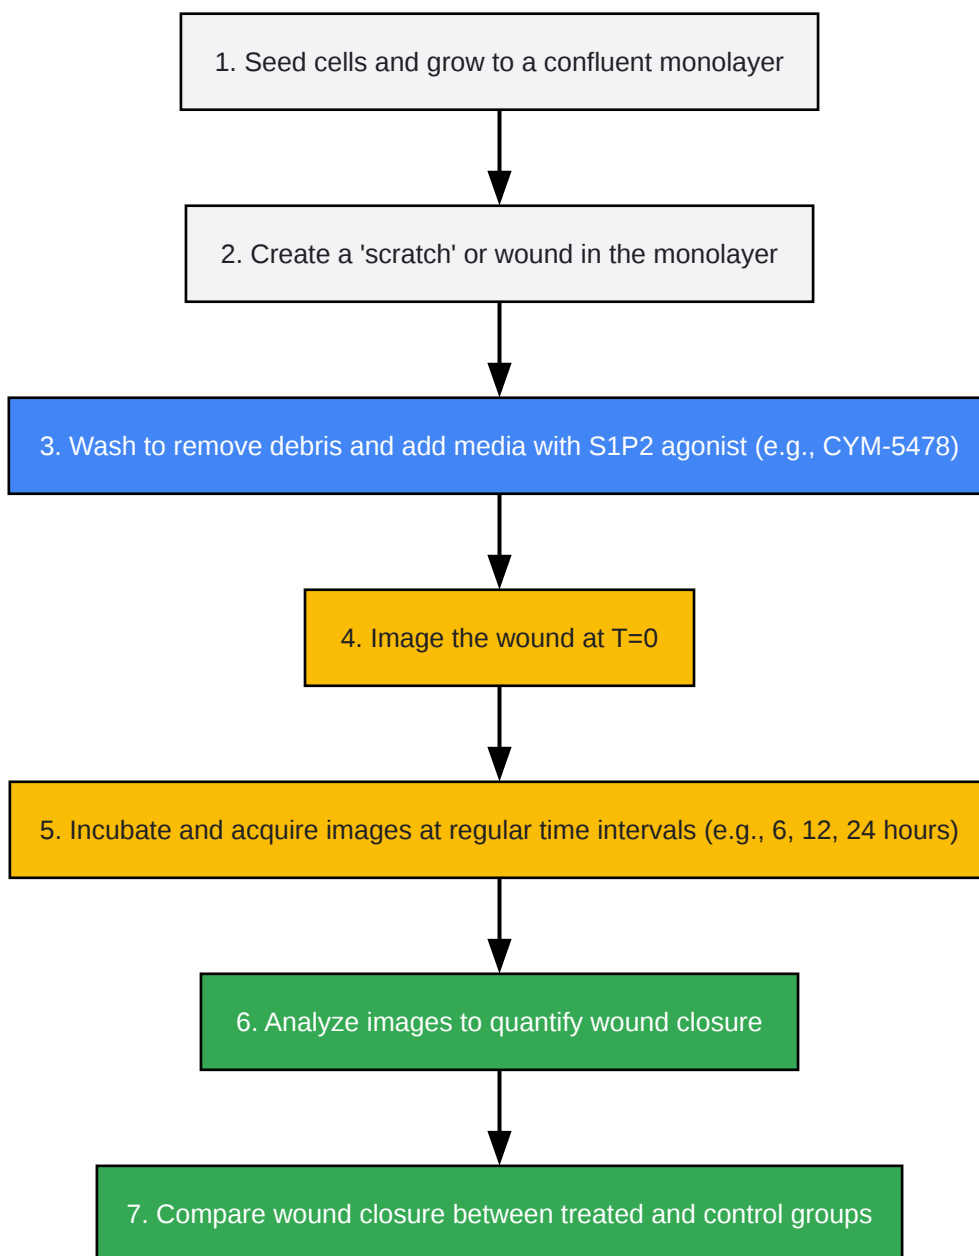 1. Seed cells and grow to a confluent monolayer
2. Create a 'scratch' or wound in the monolayer
3. Wash to remove debris and add media with S1P2 agonist (e.g., CYM-5478)
4. Image the wound at T=0
5. Incubate and acquire images at regular time intervals (e.g., 6, 12, 24 hours)
6. Analyze images to quantify wound closure
7. Compare wound closure between treated and control groups